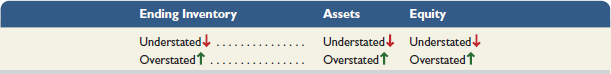 Ending Inventory Assets Equity
Understated↓ . . . . . . . . . . . . . . . Understated↓ Understated↓
Overstated↑ . . . . . . . . . . . . . . . . Overstated↑ Overstated↑